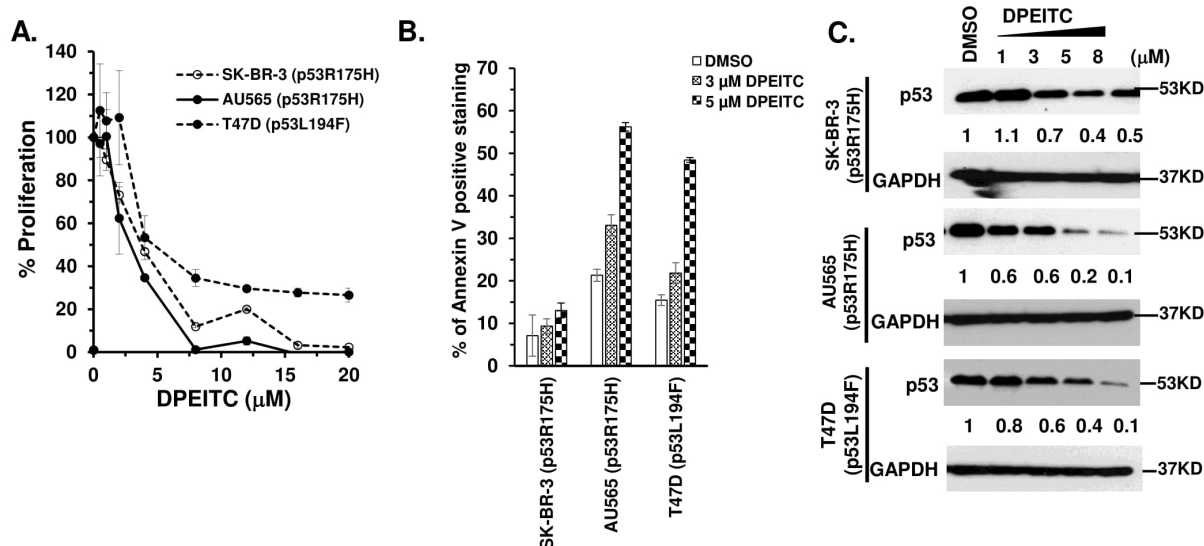 A.
% Proliferation
140
120
100
80
60
40
20
0
0
5
10
15
20
DPEITC (µM)
SK-BR-3 (p53R175H)
AU565 (p53R175H)
T47D (p53L194F)
B.
% of Annexin V positive staining
70
60
50
40
30
20
10
0
DMSO
3 µM DPEITC
5 µM DPEITC
SK-BR-3 (p53R175H)
AU565 (p53R175H)
T47D (p53L194F)
C.
DMSO
DPEITC
1 3 5 8 (µM)
SK-BR-3
(p53R175H)
p53 53KD
1 1.1 0.7 0.4 0.5
GAPDH 37KD
AU565
(p53R175H)
p53 53KD
1 0.6 0.6 0.2 0.1
GAPDH 37KD
T47D
(p53L194F)
p53 53KD
1 0.8 0.6 0.4 0.1
GAPDH 37KD